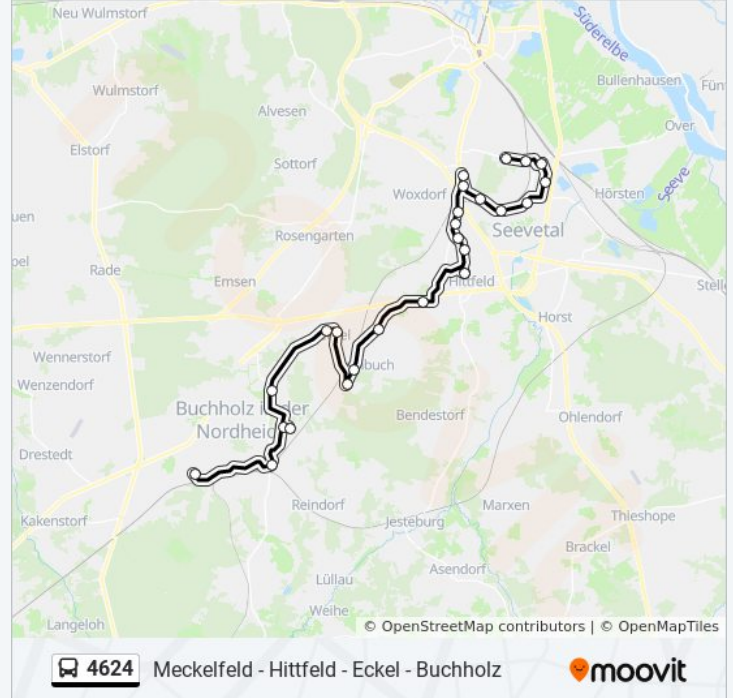 Neu Wulmstorf
Süderelbe
Wulmstorf
Bullenhausen
Alvesen
Over
Elstorf
Sottorf
Woxdorf
Hörsten
Seeve
Rosengarten
Seevetal
Rade
Emsen
Hittfeld
Horst
Wennerstorf
buch
Wenzendorf
Buchholz in der
Nordheide
Bendestorf
Ohlendorf
Drestedt
Reindorf
Marxen
Thieshope
Kakenstorf
Jesteburg
Brackel
Asendorf
Lüllau
Weihe
Langeloh
© OpenStreetMap contributors | © OpenMapTiles
4624 Meckelfeld - Hittfeld - Eckel - Buchholz
moovit